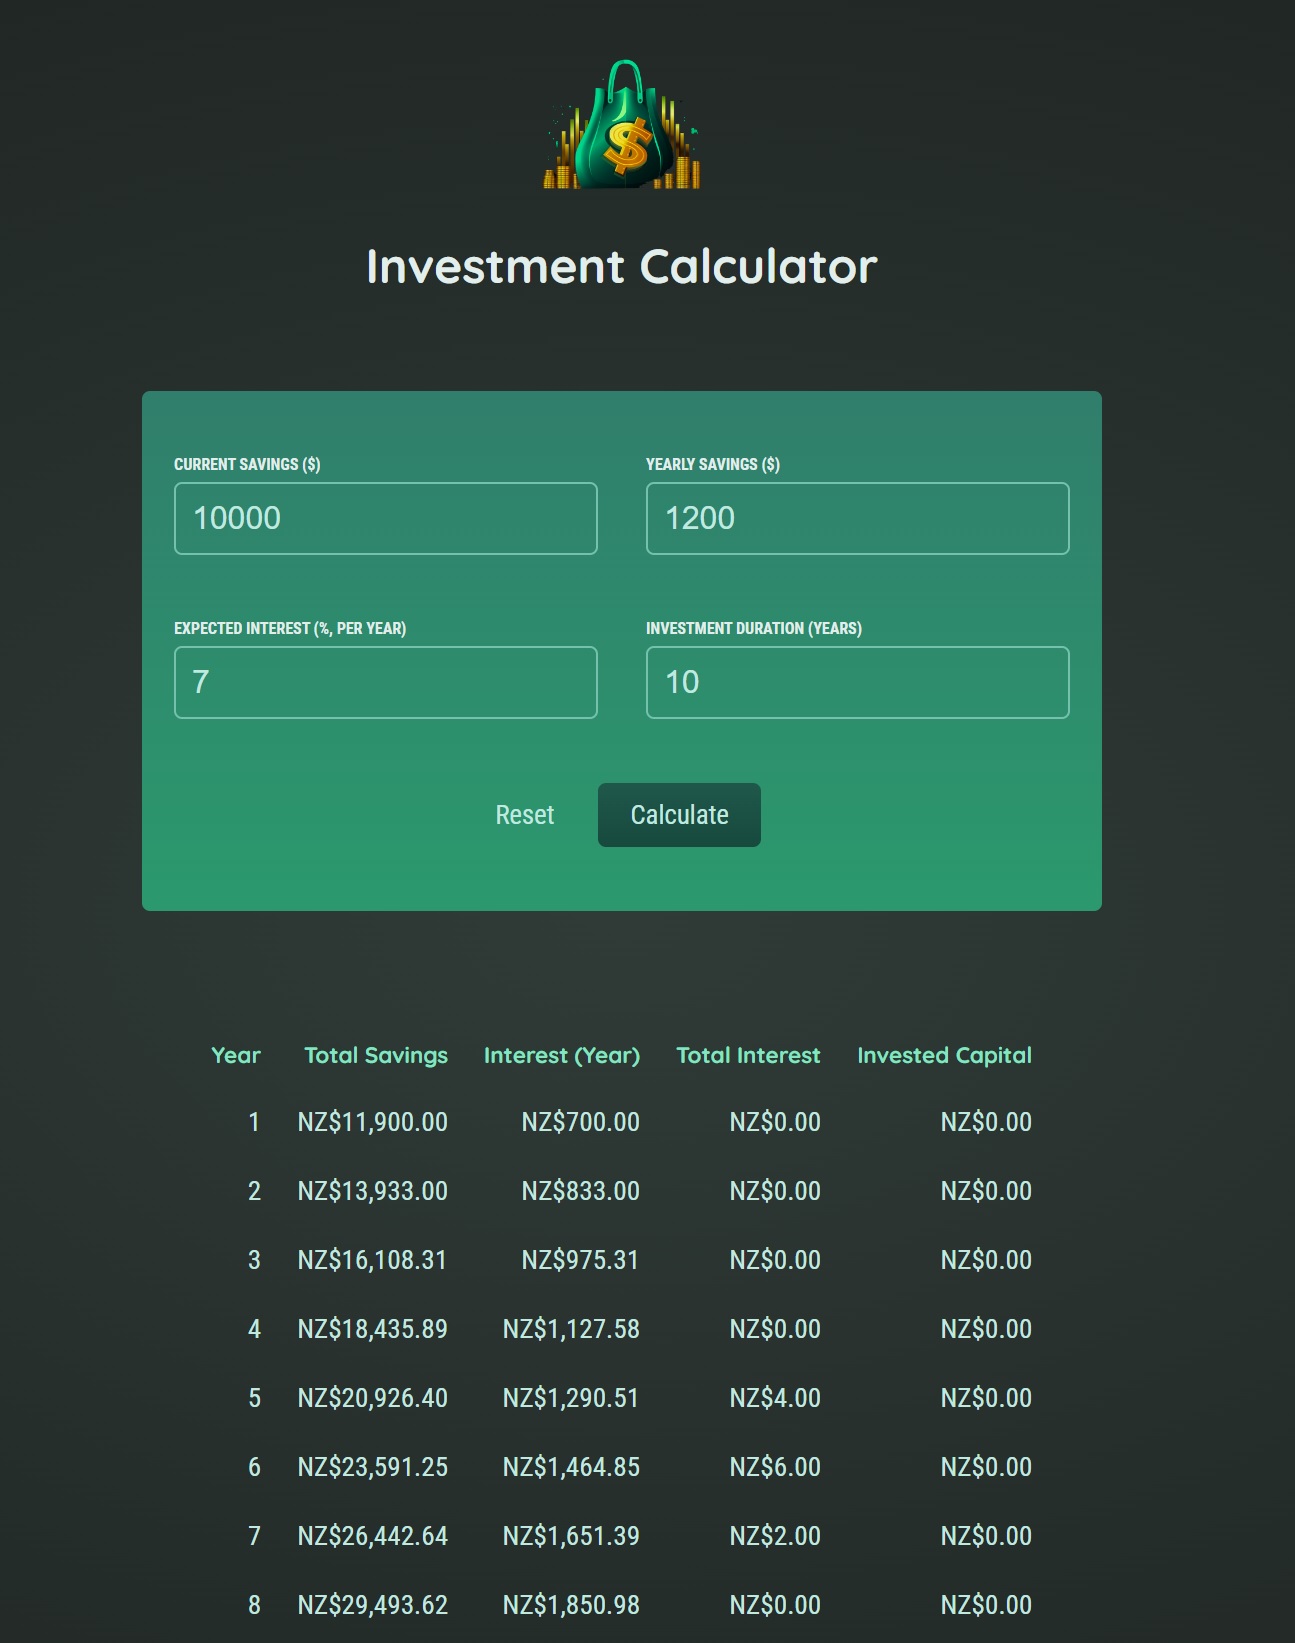 $
Investment Calculator
CURRENT SAVINGS ($) YEARLY SAVINGS ($)
10000 1200
EXPECTED INTEREST (%, PER YEAR) INVESTMENT DURATION (YEARS)
7 10
Reset Calculate
Year Total Savings Interest (Year) Total Interest Invested Capital
1 NZ$11,900.00 NZ$700.00 NZ$0.00 NZ$0.00
2 NZ$13,933.00 NZ$833.00 NZ$0.00 NZ$0.00
3 NZ$16,108.31 NZ$975.31 NZ$0.00 NZ$0.00
4 NZ$18,435.89 NZ$1,127.58 NZ$0.00 NZ$0.00
5 NZ$20,926.40 NZ$1,290.51 NZ$4.00 NZ$0.00
6 NZ$23,591.25 NZ$1,464.85 NZ$6.00 NZ$0.00
7 NZ$26,442.64 NZ$1,651.39 NZ$2.00 NZ$0.00
8 NZ$29,493.62 NZ$1,850.98 NZ$0.00 NZ$0.00